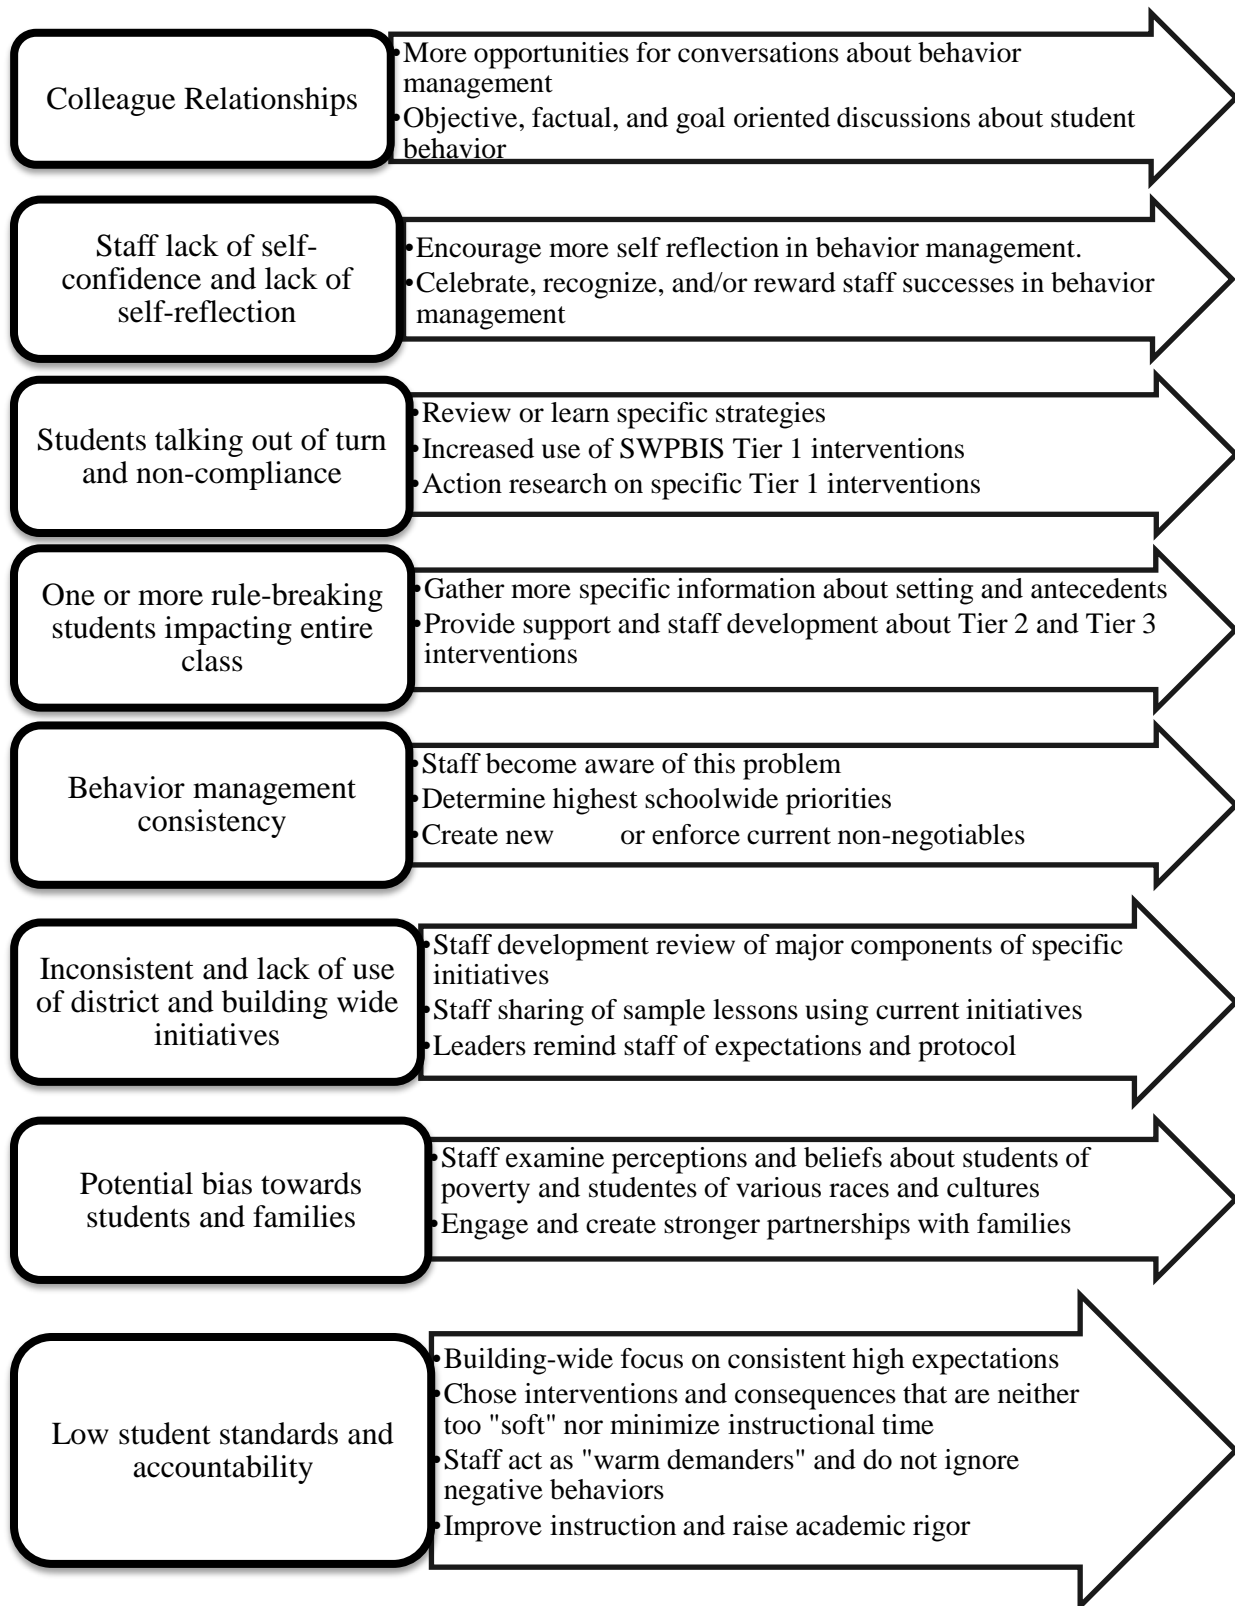 Colleague Relationships
•More opportunities for conversations about behavior
management
•Objective, factual, and goal oriented discussions about student
behavior
Staff lack of self-
confidence and lack of
self-reflection
•Encourage more self reflection in behavior management.
•Celebrate, recognize, and/or reward staff successes in behavior
management
Students talking out of turn
and non-compliance
•Review or learn specific strategies
•Increased use of SWPBIS Tier 1 interventions
•Action research on specific Tier 1 interventions
One or more rule-breaking
students impacting entire
class
•Gather more specific information about setting and antecedents
•Provide support and staff development about Tier 2 and Tier 3
interventions
Behavior management
consistency
•Staff become aware of this problem
•Determine highest schoolwide priorities
•Create new or enforce current non-negotiables
Inconsistent and lack of use
of district and building wide
initiatives
•Staff development review of major components of specific
initiatives
•Staff sharing of sample lessons using current initiatives
•Leaders remind staff of expectations and protocol
Potential bias towards
students and families
•Staff examine perceptions and beliefs about students of
poverty and studentes of various races and cultures
•Engage and create stronger partnerships with families
Low student standards and
accountability
•Building-wide focus on consistent high expectations
•Chose interventions and consequences that are neither
too "soft" nor minimize instructional time
•Staff act as "warm demanders" and do not ignore
negative behaviors
•Improve instruction and raise academic rigor